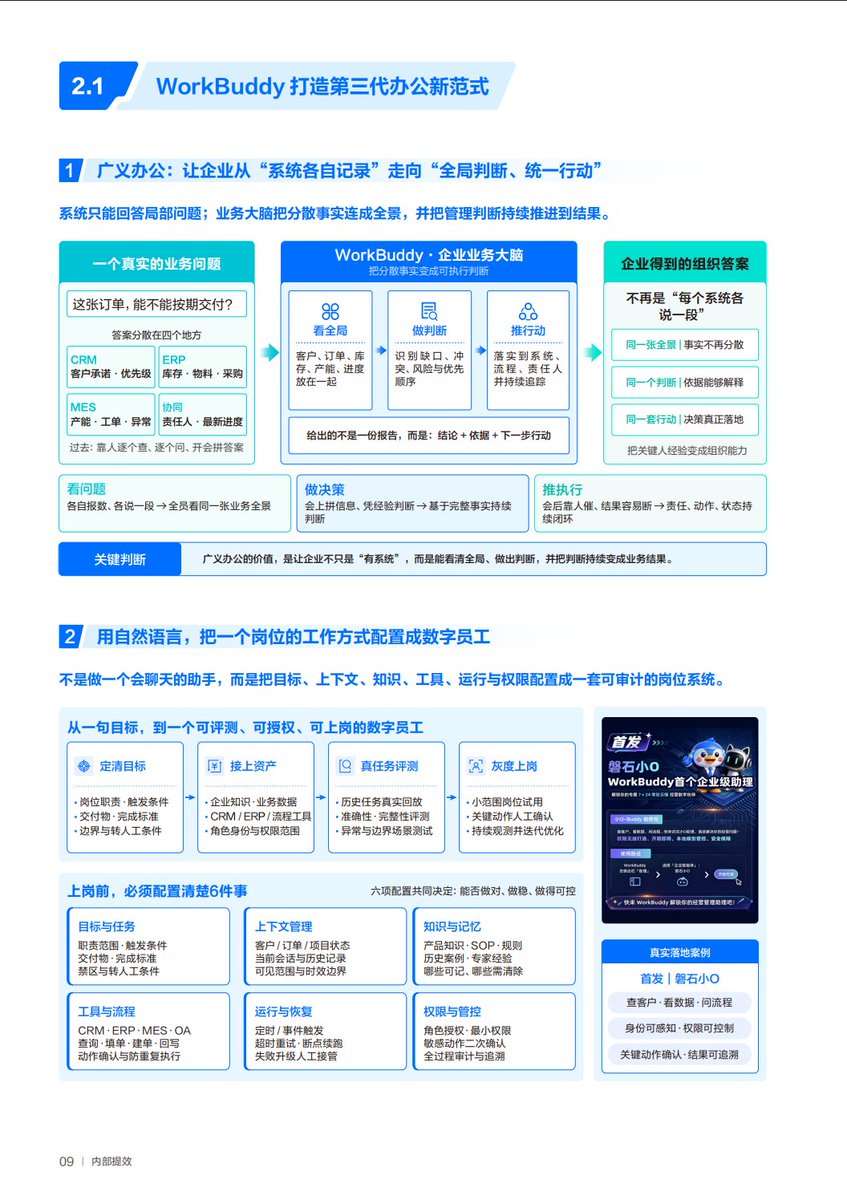 2.1
WorkBuddy 打造第三代办公新范式
1
广义办公：让企业从“系统各自记录”走向“全局判断、统一行动”
系统只能回答局部问题；业务大脑把分散事实连成全景，并把管理判断持续推进到结果。
一个真实的业务问题
这张订单，能不能按期交付?
答案分散在四个地方
CRM
客户承诺·优先级
ERP
库存·物料·采购
MES
产能·工单·异常
协同
责任人·最新进度
过去：靠人逐个查、逐个问、开会拼答案
WorkBuddy·企业业务大脑
把分散事实变成可执行判断
看全局
客户、订单、库
存、产能、进度
放在一起
做判断
识别缺口、冲
突、风险与优先
顺序
推行动
落实到系统、
流程、责任人
并持续追踪
给出的不是一份报告，而是：结论 + 依据 + 下一步行动
企业得到的组织答案
不再是“每个系统各
说一段”
同一张全景 | 事实不再分散
同一个判断 | 依据能够解释
同一套行动 | 决策真正落地
把关键人经验变成组织能力
看问题
各自报数、各说一段 → 全员看同一张业务全景
做决策
会上拼信息、凭经验判断 → 基于完整事实持续
判断
推执行
会后靠人催、结果容易断 → 责任、动作、状态持
续闭环
关键判断
广义办公的价值，是让企业不只是“有系统”，而是能看清全局、做出判断，并把判断持续变成业务结果。
2
用自然语言，把一个岗位的工作方式配置成数字员工
不是做一个会聊天的助手，而是把目标、上下文、知识、工具、运行与权限配置成一套可审计的岗位系统。
从一句目标，到一个可评测、可授权、可上岗的数字员工
定清目标
• 岗位职责·触发条件
• 交付物·完成标准
• 边界与转人工条件
接上资产
• 企业知识·业务数据
• CRM / ERP / 流程工具
• 角色身份与权限范围
真任务评测
• 历史任务真实回放
• 准确性·完整性评测
• 异常与边界场景测试
灰度上岗
• 小范围岗位试用
• 关键动作人工确认
• 持续观测并迭代优化
上岗前，必须配置清楚6件事
六项配置共同决定：能否做对、做稳、做得可控
目标与任务
职责范围·触发条件
交付物·完成标准
禁区与转人工条件
上下文管理
客户 / 订单 / 项目状态
当前会话与历史记录
可见范围与时效边界
知识与记忆
产品知识·SOP·规则
历史案例·专家经验
哪些可记、哪些需清除
工具与流程
CRM·ERP·MES·OA
查询·填单·建单·回写
动作确认与防重复执行
运行与恢复
定时 / 事件触发
超时重试·断点续跑
失败升级人工接管
权限与管控
角色授权·最小权限
敏感动作二次确认
全过程审计与追溯
首发
磐石小O
WorkBuddy首个企业级助理
快来 WorkBuddy 解锁你的经营管理助理吧!
真实落地案例
首发 | 磐石小O
查客户·看数据·问流程
身份可感知·权限可控制
关键动作确认·结果可追溯
09 | 内部提效